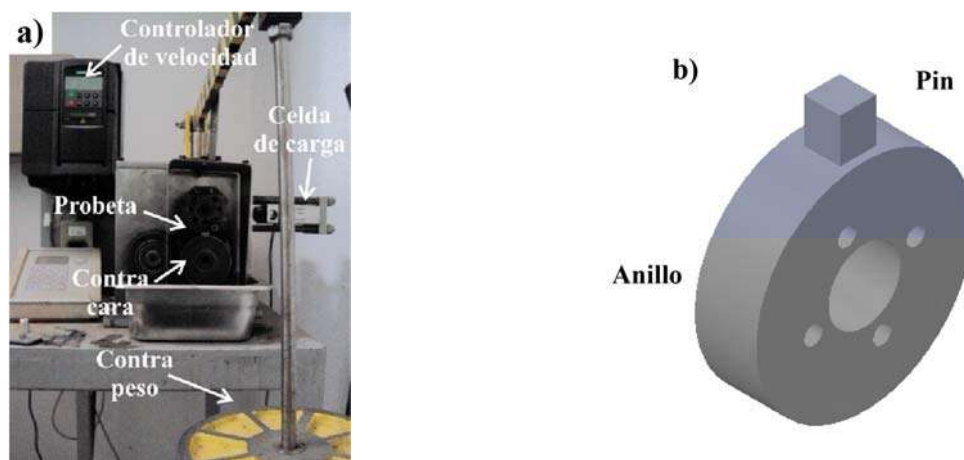 a)
Controlador
de velocidad
Celda
de carga
Probeta
Contra
cara
Contra
peso
b)
Pin
Anillo